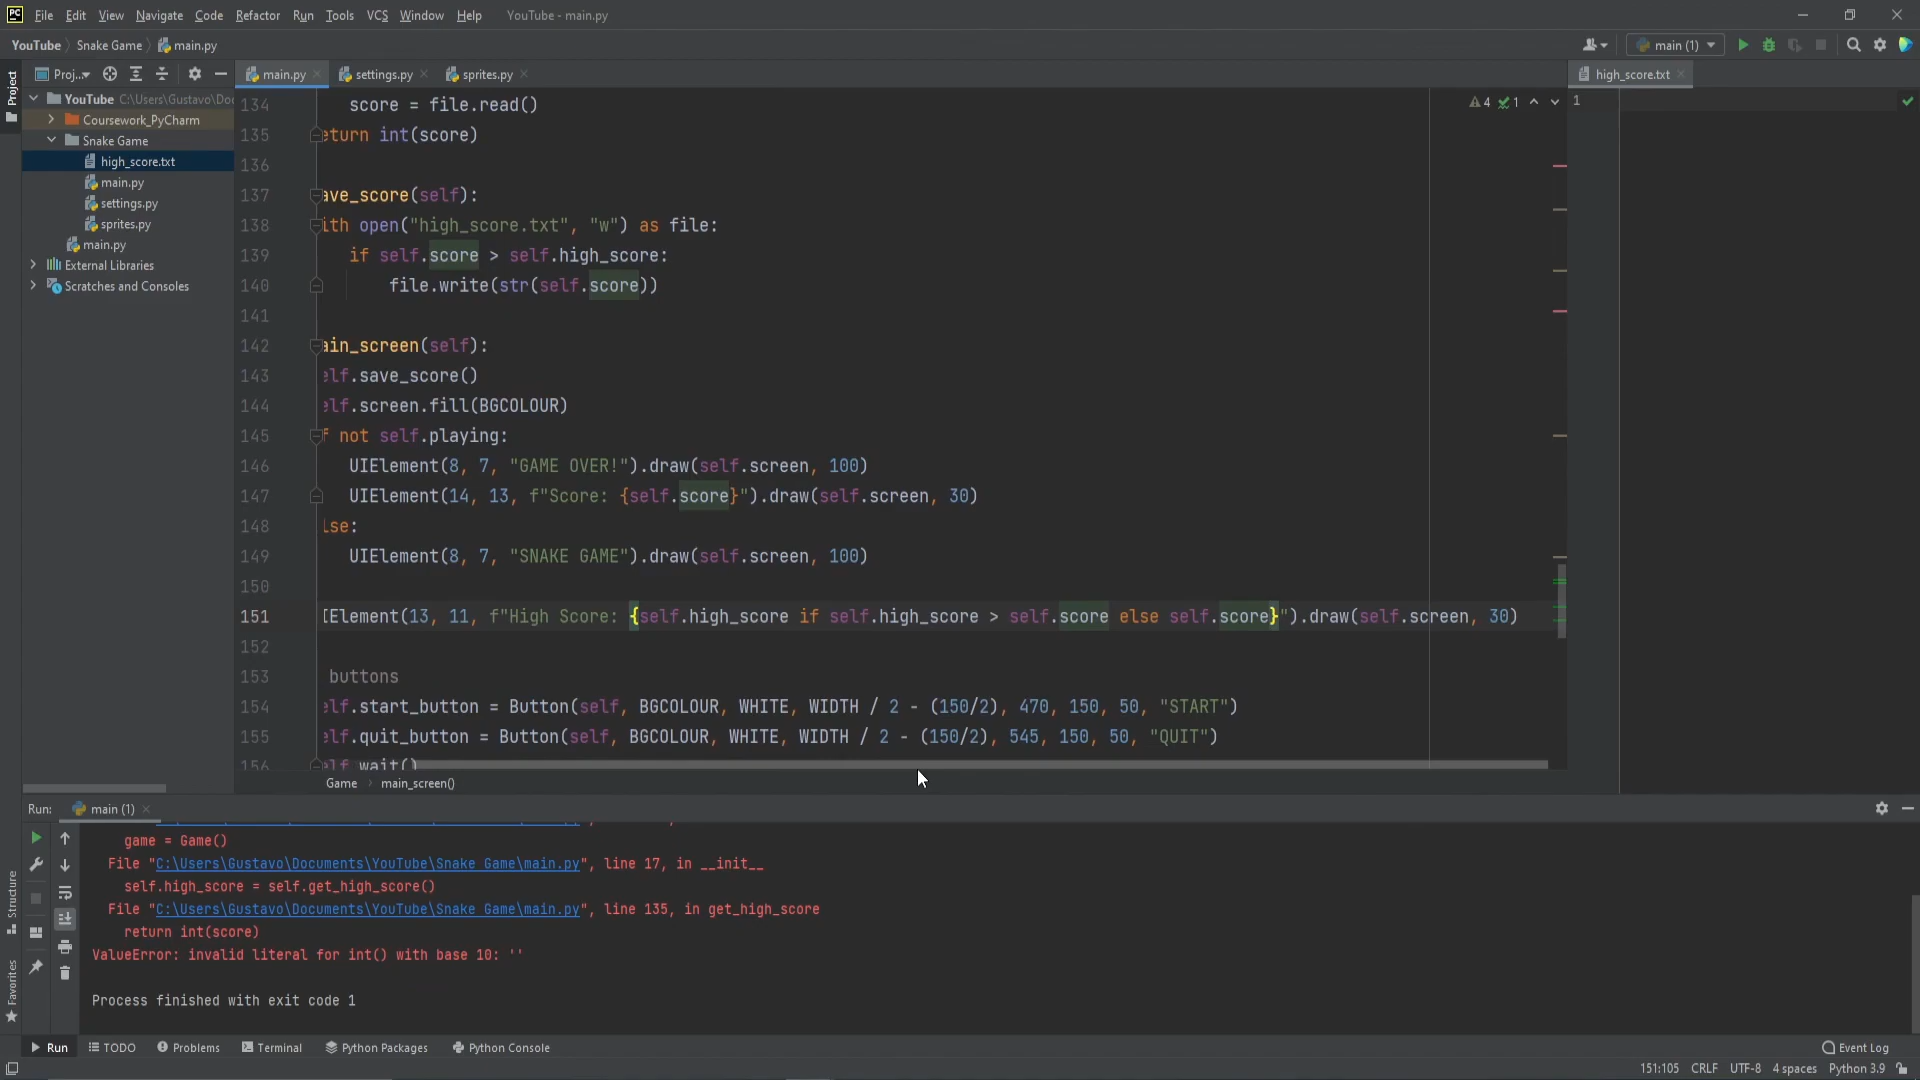 PC File Edit View Navigate Code Refactor Run Tools VCS Window Help YouTube - main.py
YouTube Snake Game main.py main (1)
Project
Proj... main.py settings.py sprites.py high_score.txt
YouTube C:\Users\Gustavo\Do
Coursework_PyCharm
Snake Game
high_score.txt
main.py
settings.py
sprites.py
main.py
External Libraries
Scratches and Consoles
4 1
1
134 score = file.read()
135 eturn int(score)
136
137 ave_score(self):
138 ith open("high_score.txt", "w") as file:
139 if self.score > self.high_score:
140 file.write(str(self.score))
141
142 ain_screen(self):
143 elf.save_score()
144 elf.screen.fill(BGCOLOUR)
145 f not self.playing:
146 UIElement(8, 7, "GAME OVER!").draw(self.screen, 100)
147 UIElement(14, 13, f"Score: {self.score}").draw(self.screen, 30)
148 lse:
149 UIElement(8, 7, "SNAKE GAME").draw(self.screen, 100)
150
151 IElement(13, 11, f"High Score: {self.high_score if self.high_score > self.score else self.score}").draw(self.screen, 30)
152
153 buttons
154 elf.start_button = Button(self, BGCOLOUR, WHITE, WIDTH / 2 - (150/2), 470, 150, 50, "START")
155 elf.quit_button = Button(self, BGCOLOUR, WHITE, WIDTH / 2 - (150/2), 545, 150, 50, "QUIT")
156 elf.wait()
Game main_screen()
Run: main (1)
game = Game()
File "C:\Users\Gustavo\Documents\YouTube\Snake Game\main.py", line 17, in __init__
self.high_score = self.get_high_score()
File "C:\Users\Gustavo\Documents\YouTube\Snake Game\main.py", line 135, in get_high_score
return int(score)
ValueError: invalid literal for int() with base 10: ''
Process finished with exit code 1
Structure
Favorites
Run TODO Problems Terminal Python Packages Python Console Event Log
151:105 CRLF UTF-8 4 spaces Python 3.9